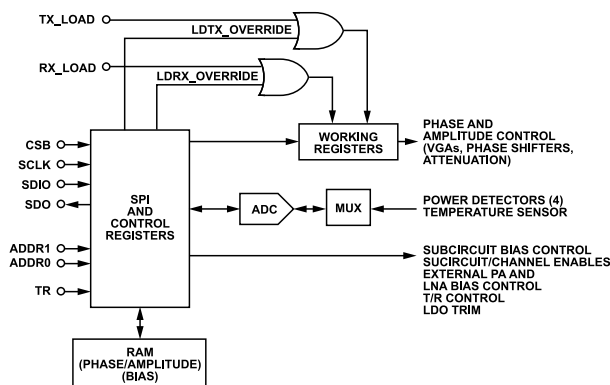 TX_LOAD
LDTX_OVERRIDE
RX_LOAD
LDRX_OVERRIDE
CSB
SCLK
SDIO
SDO
ADDR1
ADDR0
TR
SPI
AND
CONTROL
REGISTERS
WORKING
REGISTERS
PHASE AND
AMPLITUDE CONTROL
(VGAs, PHASE SHIFTERS,
ATTENUATION)
ADC
MUX
POWER DETECTORS (4)
TEMPERATURE SENSOR
SUBCIRCUIT BIAS CONTROL
SUCIRCUIT/CHANNEL ENABLES
EXTERNAL PA AND
LNA BIAS CONTROL
T/R CONTROL
LDO TRIM
RAM
(PHASE/AMPLITUDE)
(BIAS)